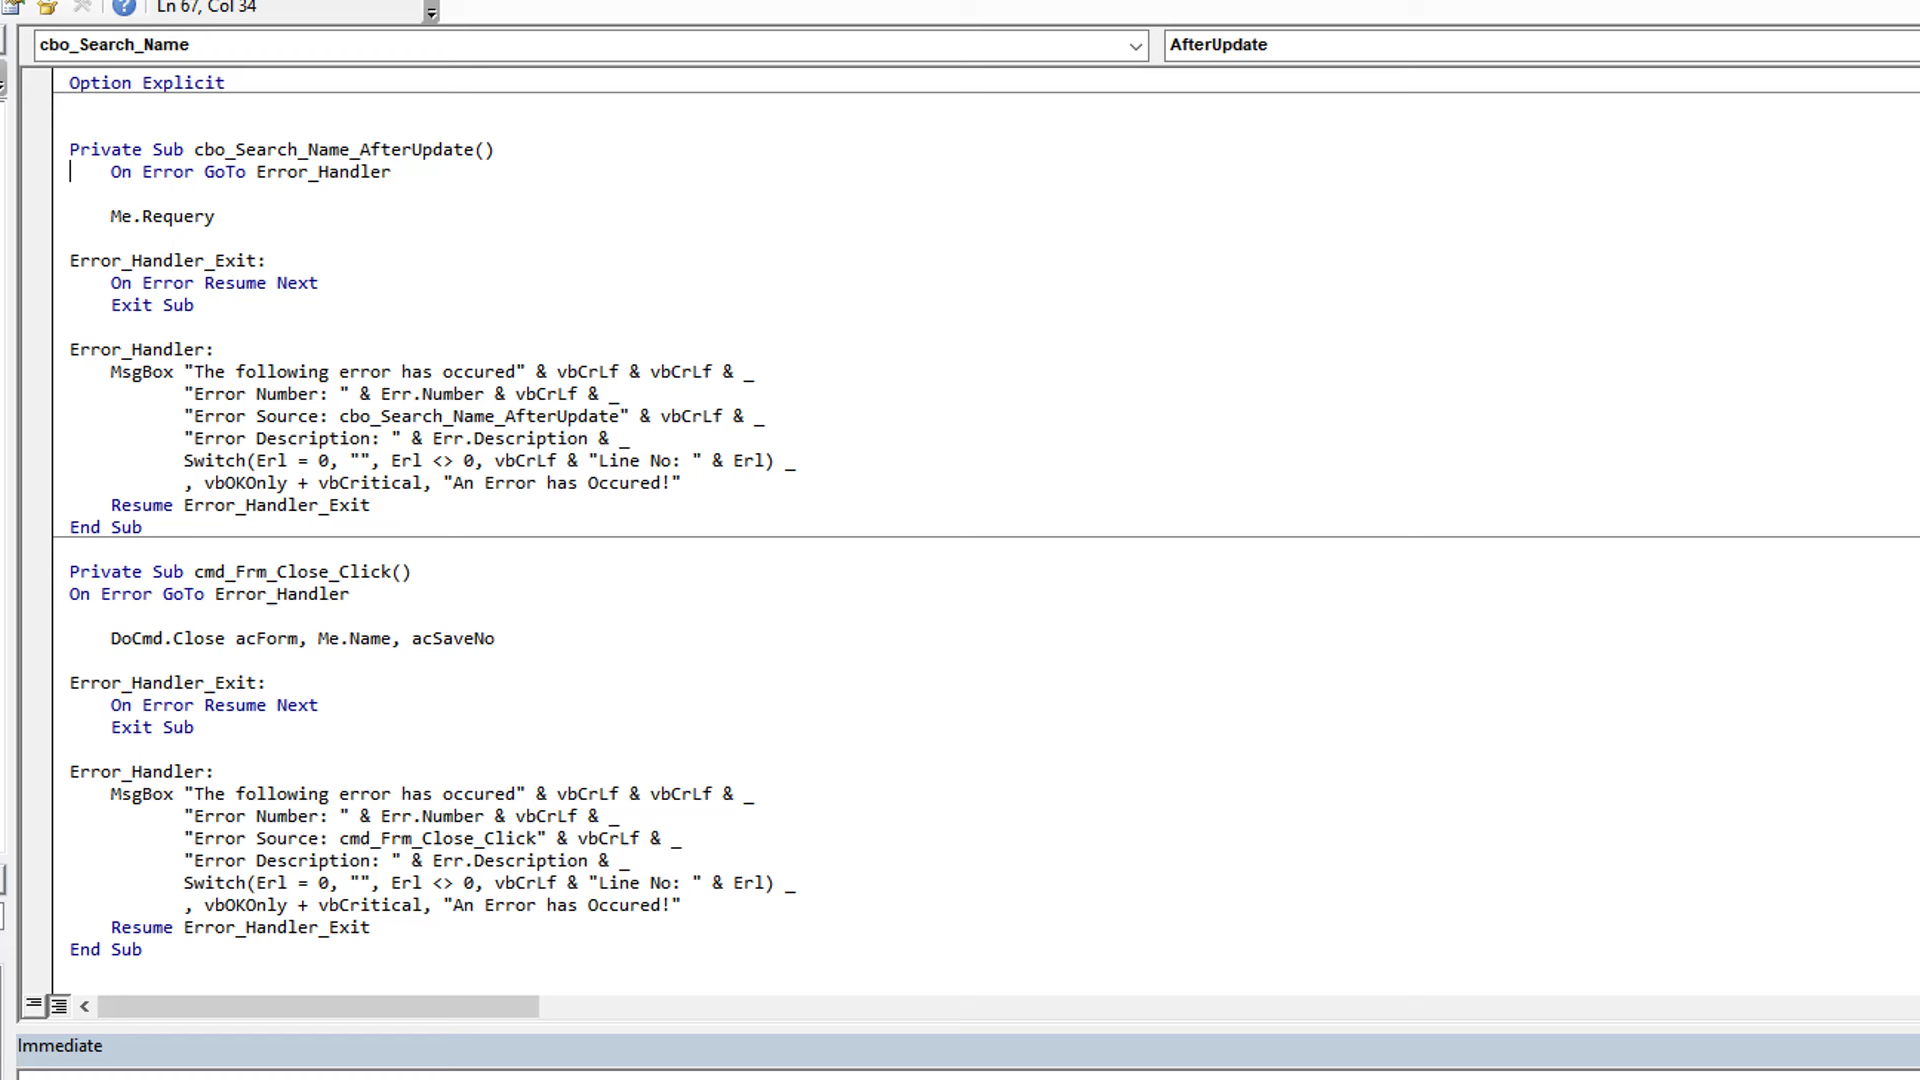 Ln 67, Col 34
cbo_Search_Name
AfterUpdate
Option Explicit
Private Sub cbo_Search_Name_AfterUpdate()
    On Error GoTo Error_Handler
    Me.Requery
Error_Handler_Exit:
    On Error Resume Next
    Exit Sub
Error_Handler:
    MsgBox "The following error has occured" & vbCrLf & vbCrLf & _
           "Error Number: " & Err.Number & vbCrLf & _
           "Error Source: cbo_Search_Name_AfterUpdate" & vbCrLf & _
           "Error Description: " & Err.Description & _
           Switch(Erl = 0, "", Erl <> 0, vbCrLf & "Line No: " & Erl) _
           , vbOKOnly + vbCritical, "An Error has Occured!"
    Resume Error_Handler_Exit
End Sub
Private Sub cmd_Frm_Close_Click()
On Error GoTo Error_Handler
    DoCmd.Close acForm, Me.Name, acSaveNo
Error_Handler_Exit:
    On Error Resume Next
    Exit Sub
Error_Handler:
    MsgBox "The following error has occured" & vbCrLf & vbCrLf & _
           "Error Number: " & Err.Number & vbCrLf & _
           "Error Source: cmd_Frm_Close_Click" & vbCrLf & _
           "Error Description: " & Err.Description & _
           Switch(Erl = 0, "", Erl <> 0, vbCrLf & "Line No: " & Erl) _
           , vbOKOnly + vbCritical, "An Error has Occured!"
    Resume Error_Handler_Exit
End Sub
Immediate